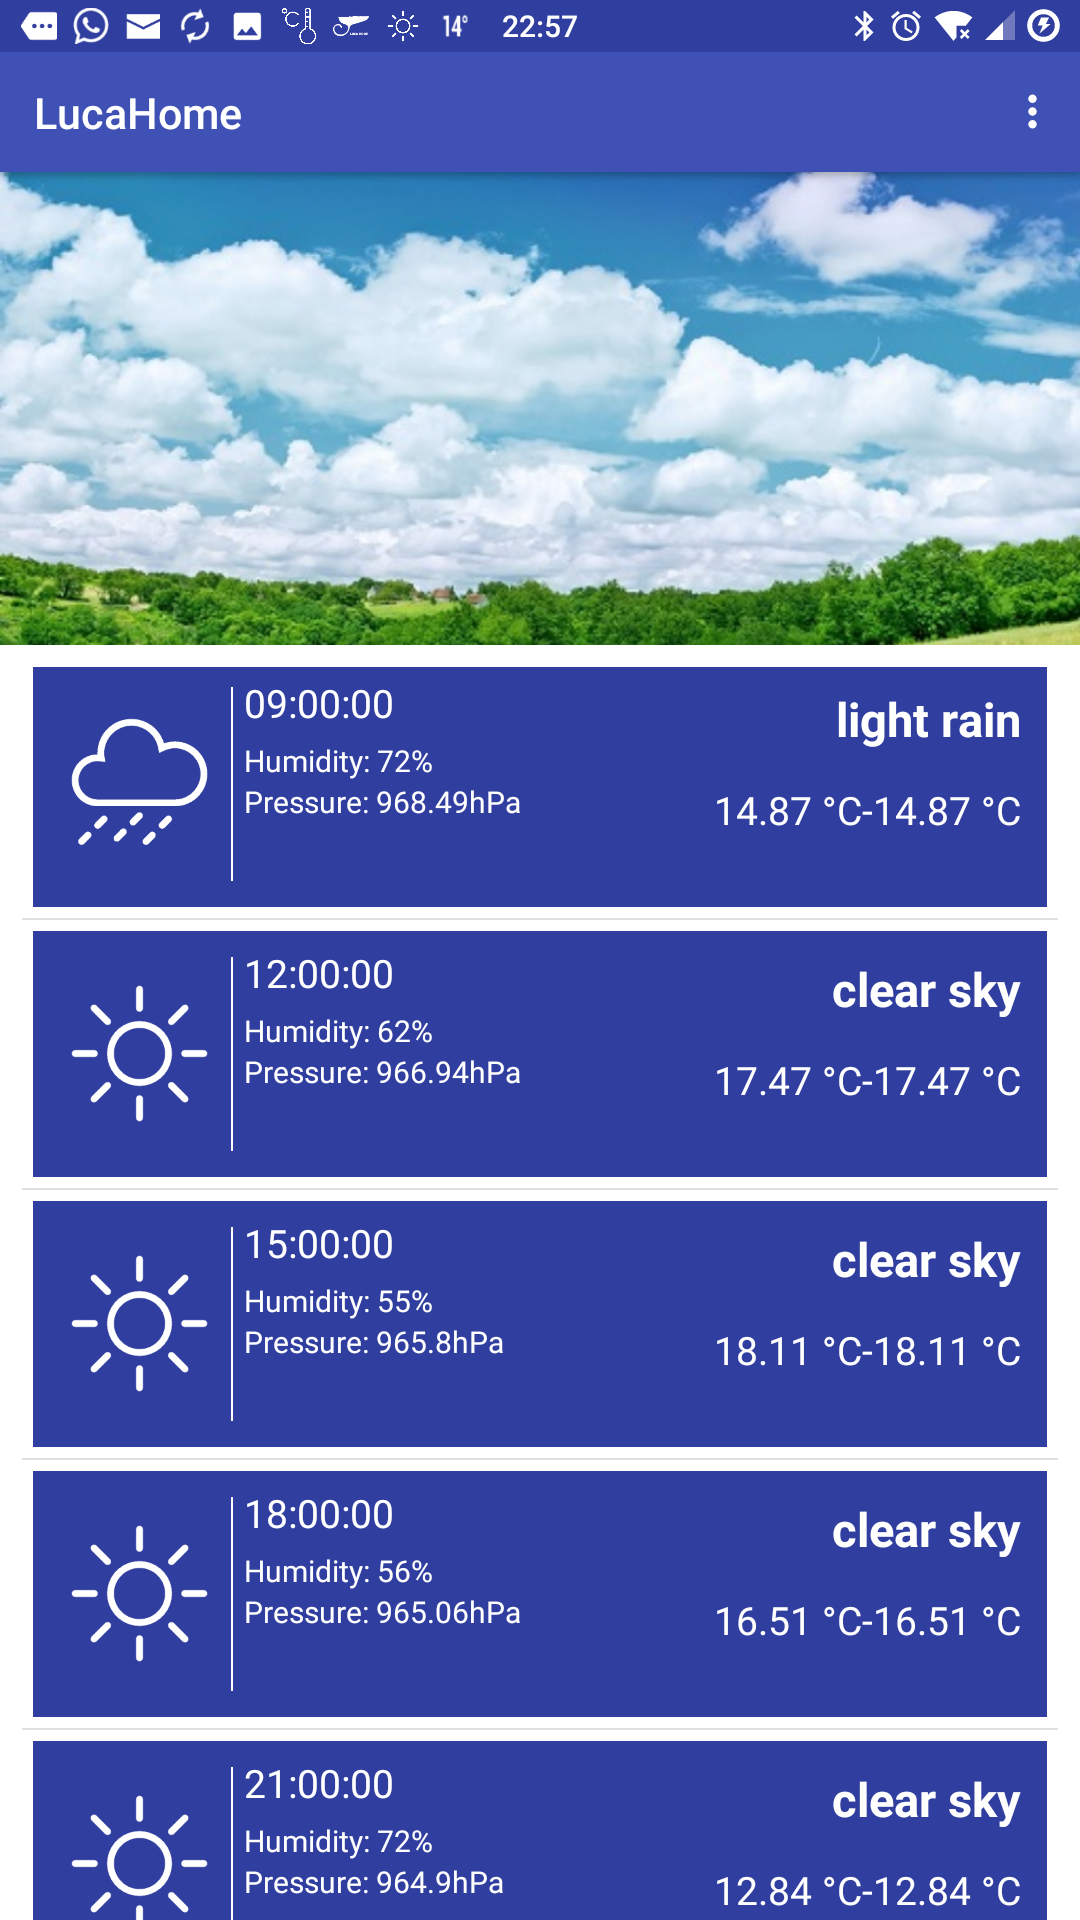 14° 22:57
LucaHome
09:00:00
light rain
Humidity: 72%
Pressure: 968.49hPa
14.87 °C-14.87 °C
12:00:00
clear sky
Humidity: 62%
Pressure: 966.94hPa
17.47 °C-17.47 °C
15:00:00
clear sky
Humidity: 55%
Pressure: 965.8hPa
18.11 °C-18.11 °C
18:00:00
clear sky
Humidity: 56%
Pressure: 965.06hPa
16.51 °C-16.51 °C
21:00:00
clear sky
Humidity: 72%
Pressure: 964.9hPa
12.84 °C-12.84 °C